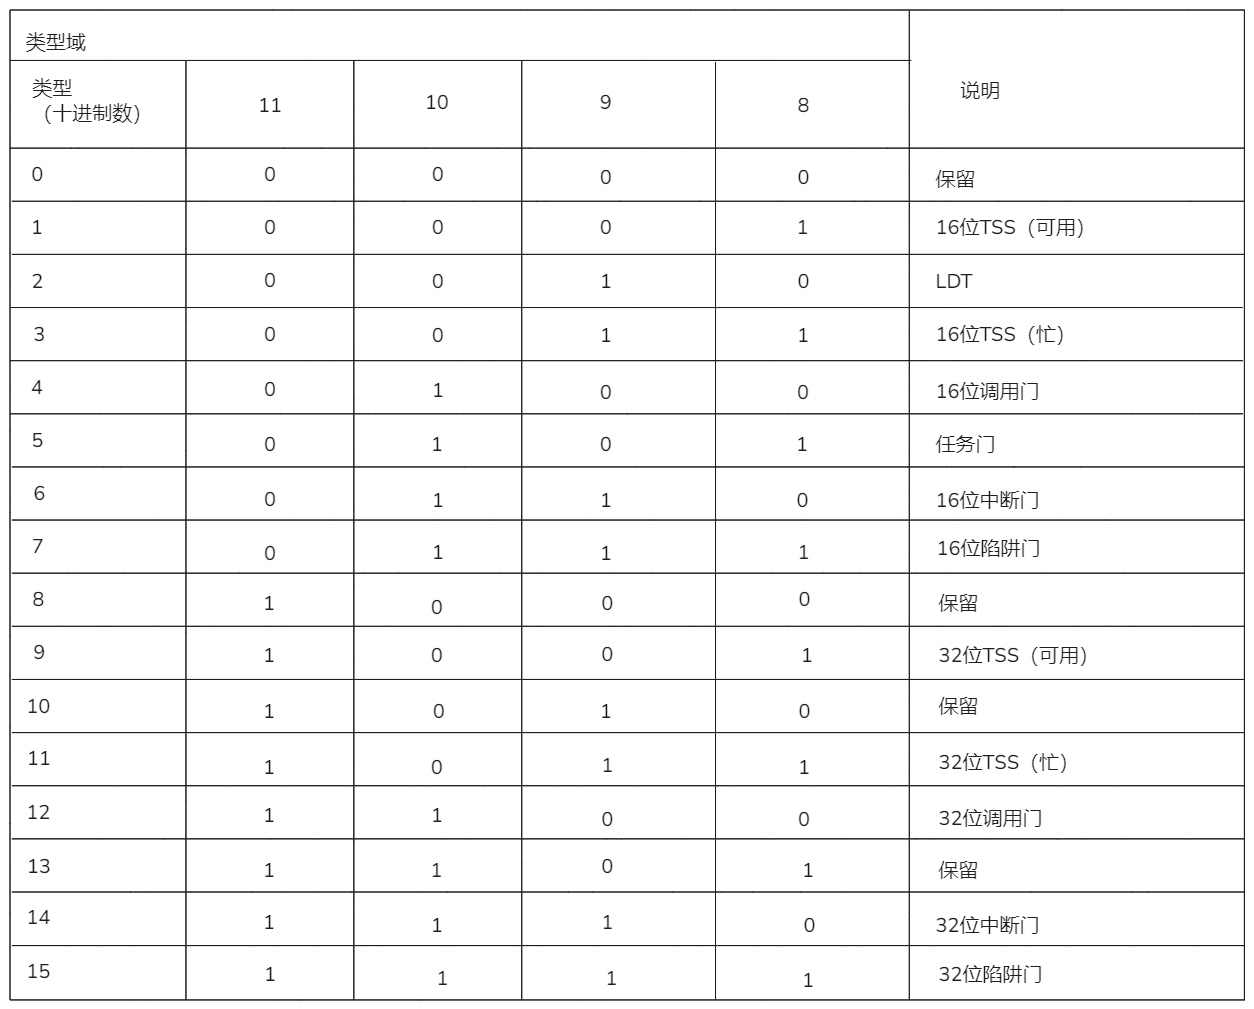 类型域
类型
（十进制数） 11 10 9 8 说明
0 0 0 0 0 保留
1 0 0 0 1 16位TSS（可用）
2 0 0 1 0 LDT
3 0 0 1 1 16位TSS（忙）
4 0 1 0 0 16位调用门
5 0 1 0 1 任务门
6 0 1 1 0 16位中断门
7 0 1 1 1 16位陷阱门
8 1 0 0 0 保留
9 1 0 0 1 32位TSS（可用）
10 1 0 1 0 保留
11 1 0 1 1 32位TSS（忙）
12 1 1 0 0 32位调用门
13 1 1 0 1 保留
14 1 1 1 0 32位中断门
15 1 1 1 1 32位陷阱门